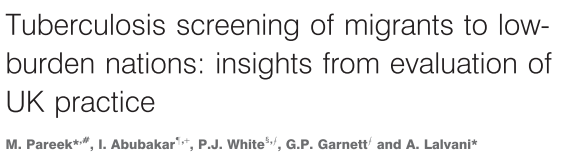 Tuberculosis screening of migrants to low-
burden nations: insights from evaluation of
UK practice
M. Pareek*,#, I. Abubakar¶,+, P.J. White§,/, G.P. Garnett/ and A. Lalvani*